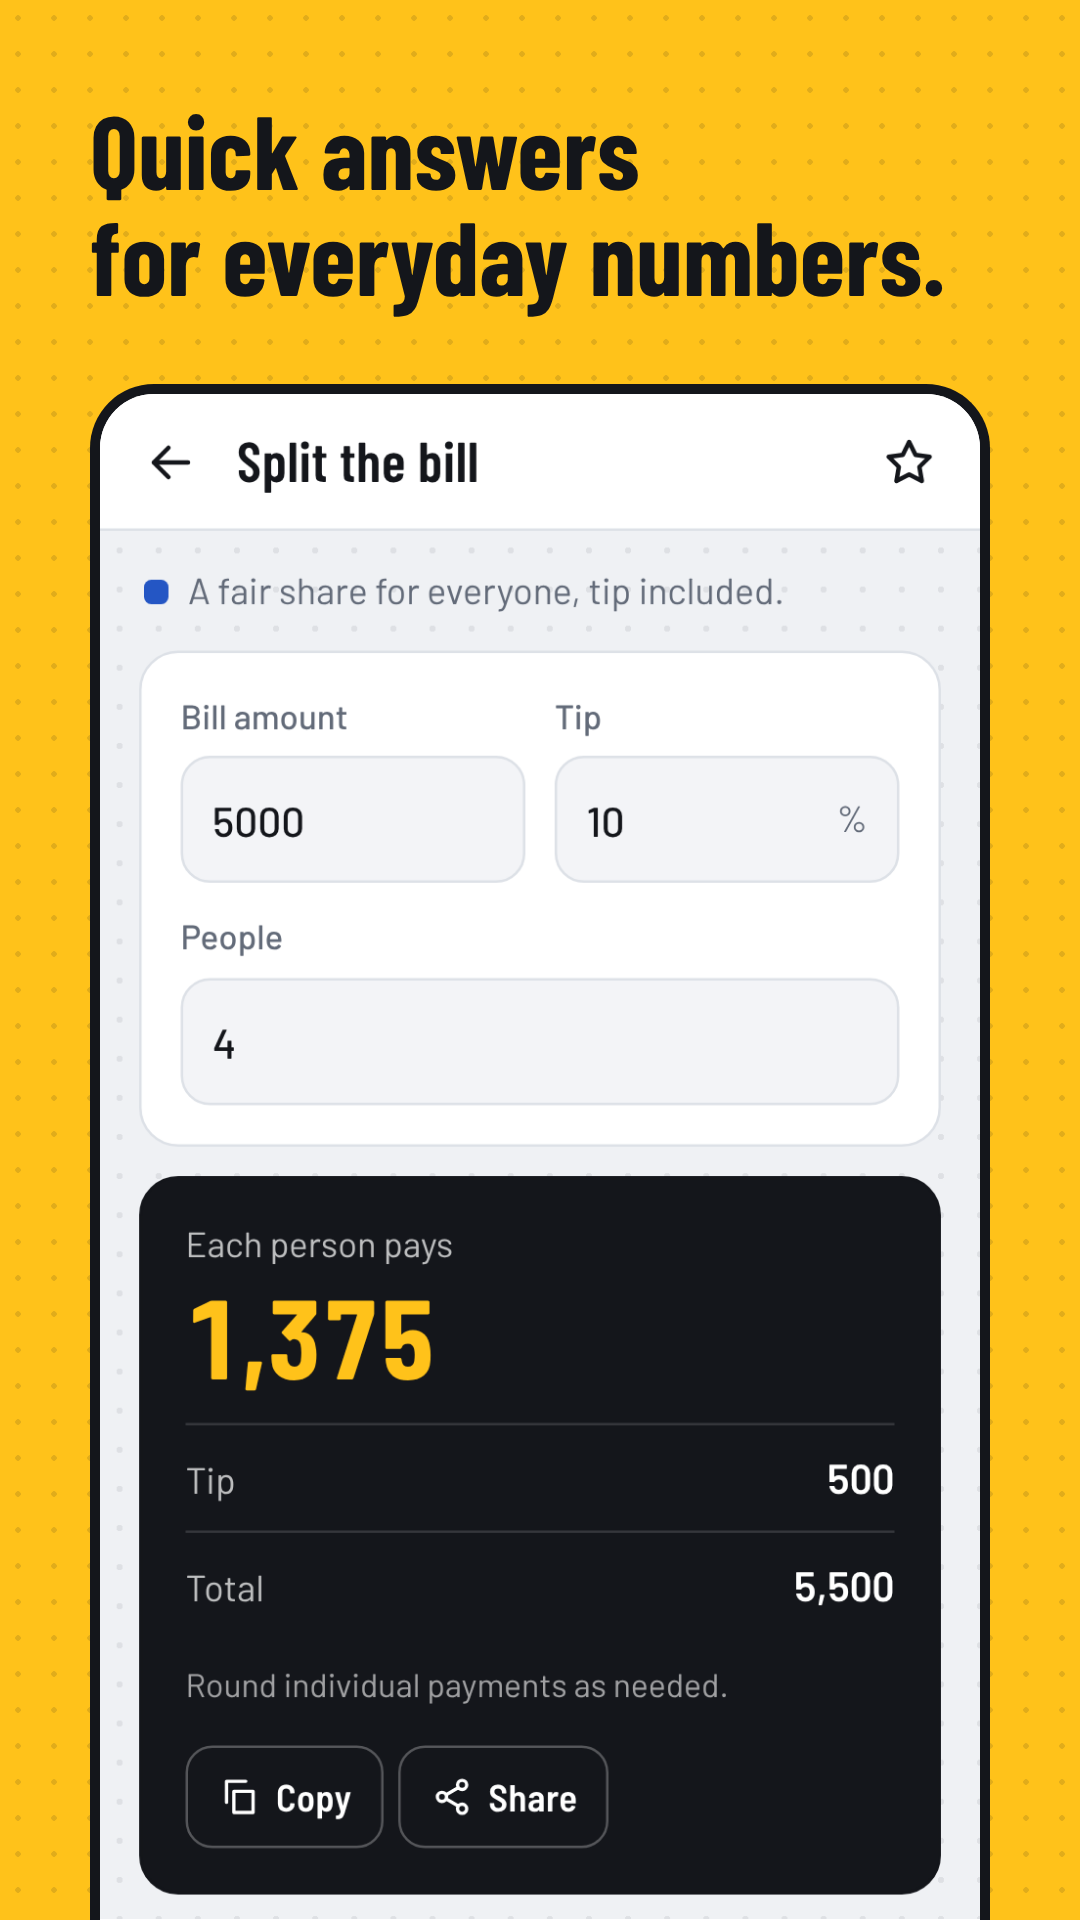 Quick answers
for everyday numbers.
Split the bill
A fair share for everyone, tip included.
Bill amount
Tip
5000
10 %
People
4
Each person pays
1,375
Tip 500
Total 5,500
Round individual payments as needed.
Copy Share